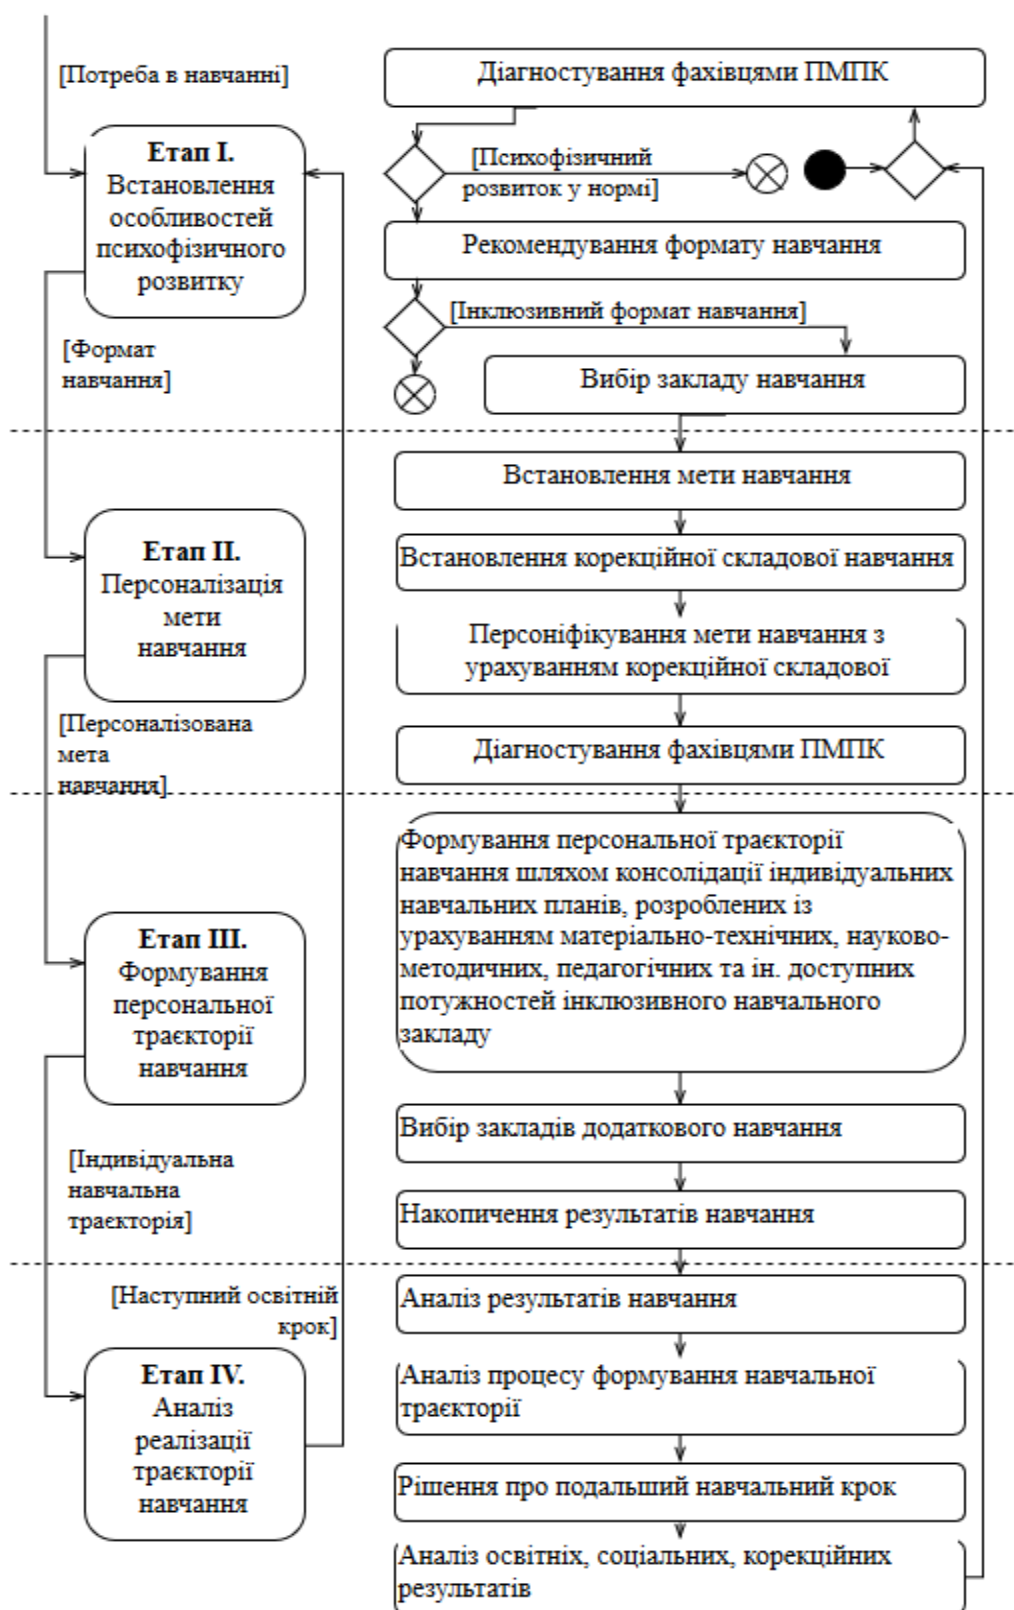 [Потреба в навчанні]
Етап I.
Встановлення
особливостей
психофізичного
розвитку
[Формат
навчання]
Етап II.
Персоналізація
мети
навчання
[Персоналізована
мета
навчання]
Етап III.
Формування
персональної
траєкторії
навчання
[Індивідуальна
навчальна
траєкторія]
[Наступний освітній
крок]
Етап IV.
Аналіз
реалізації
траєкторії
навчання
Діагностування фахівцями ПМПК
[Психофізичний
розвиток у нормі]
Рекомендування формату навчання
[Інклюзивний формат навчання]
Вибір закладу навчання
Встановлення мети навчання
Встановлення корекційної складової навчання
Персоніфікування мети навчання з
урахуванням корекційної складової
Діагностування фахівцями ПМПК
Формування персональної траєкторії
навчання шляхом консолідації індивідуальних
навчальних планів, розроблених із
урахуванням матеріально-технічних, науково-
методичних, педагогічних та ін. доступних
потужностей інклюзивного навчального
закладу
Вибір закладів додаткового навчання
Накопичення результатів навчання
Аналіз результатів навчання
Аналіз процесу формування навчальної
траєкторії
Рішення про подальший навчальний крок
Аналіз освітніх, соціальних, корекційних
результатів